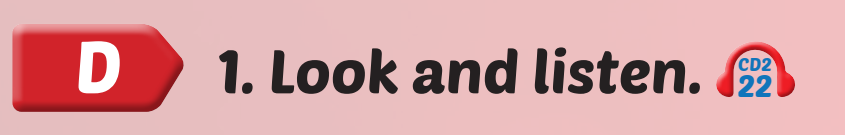 D 1. Look and listen. CD2
22